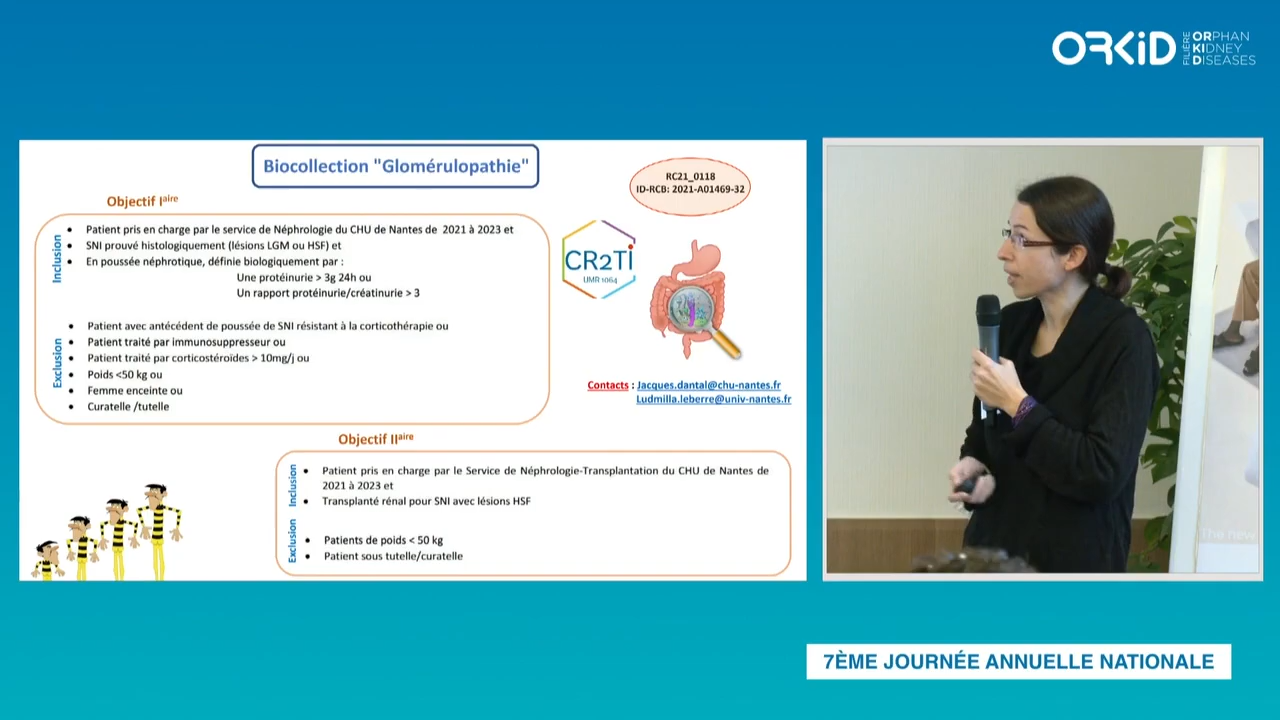 ORKiD
FILIÈRE
ORPHAN
KIDNEY
DISEASES
Biocollection "Glomérulopathie"
RC21_0118
ID-RCB: 2021-A01469-32
Objectif Iaire
Inclusion
• Patient pris en charge par le service de Néphrologie du CHU de Nantes de 2021 à 2023 et
• SNI prouvé histologiquement (lésions LGM ou HSF) et
• En poussée néphrotique, définie biologiquement par :
Une protéinurie > 3g 24h ou
Un rapport protéinurie/créatinurie > 3
Exclusion
• Patient avec antécédent de poussée de SNI résistant à la corticothérapie ou
• Patient traité par immunosuppresseur ou
• Patient traité par corticostéroïdes > 10mg/j ou
• Poids <50 kg ou
• Femme enceinte ou
• Curatelle /tutelle
CR2Ti
UMR 1064
Contacts : Jacques.dantal@chu-nantes.fr
Ludmilla.leberre@univ-nantes.fr
Objectif IIaire
Inclusion
• Patient pris en charge par le Service de Néphrologie-Transplantation du CHU de Nantes de
2021 à 2023 et
• Transplanté rénal pour SNI avec lésions HSF
Exclusion
• Patients de poids < 50 kg
• Patient sous tutelle/curatelle
The new
7ÈME JOURNÉE ANNUELLE NATIONALE